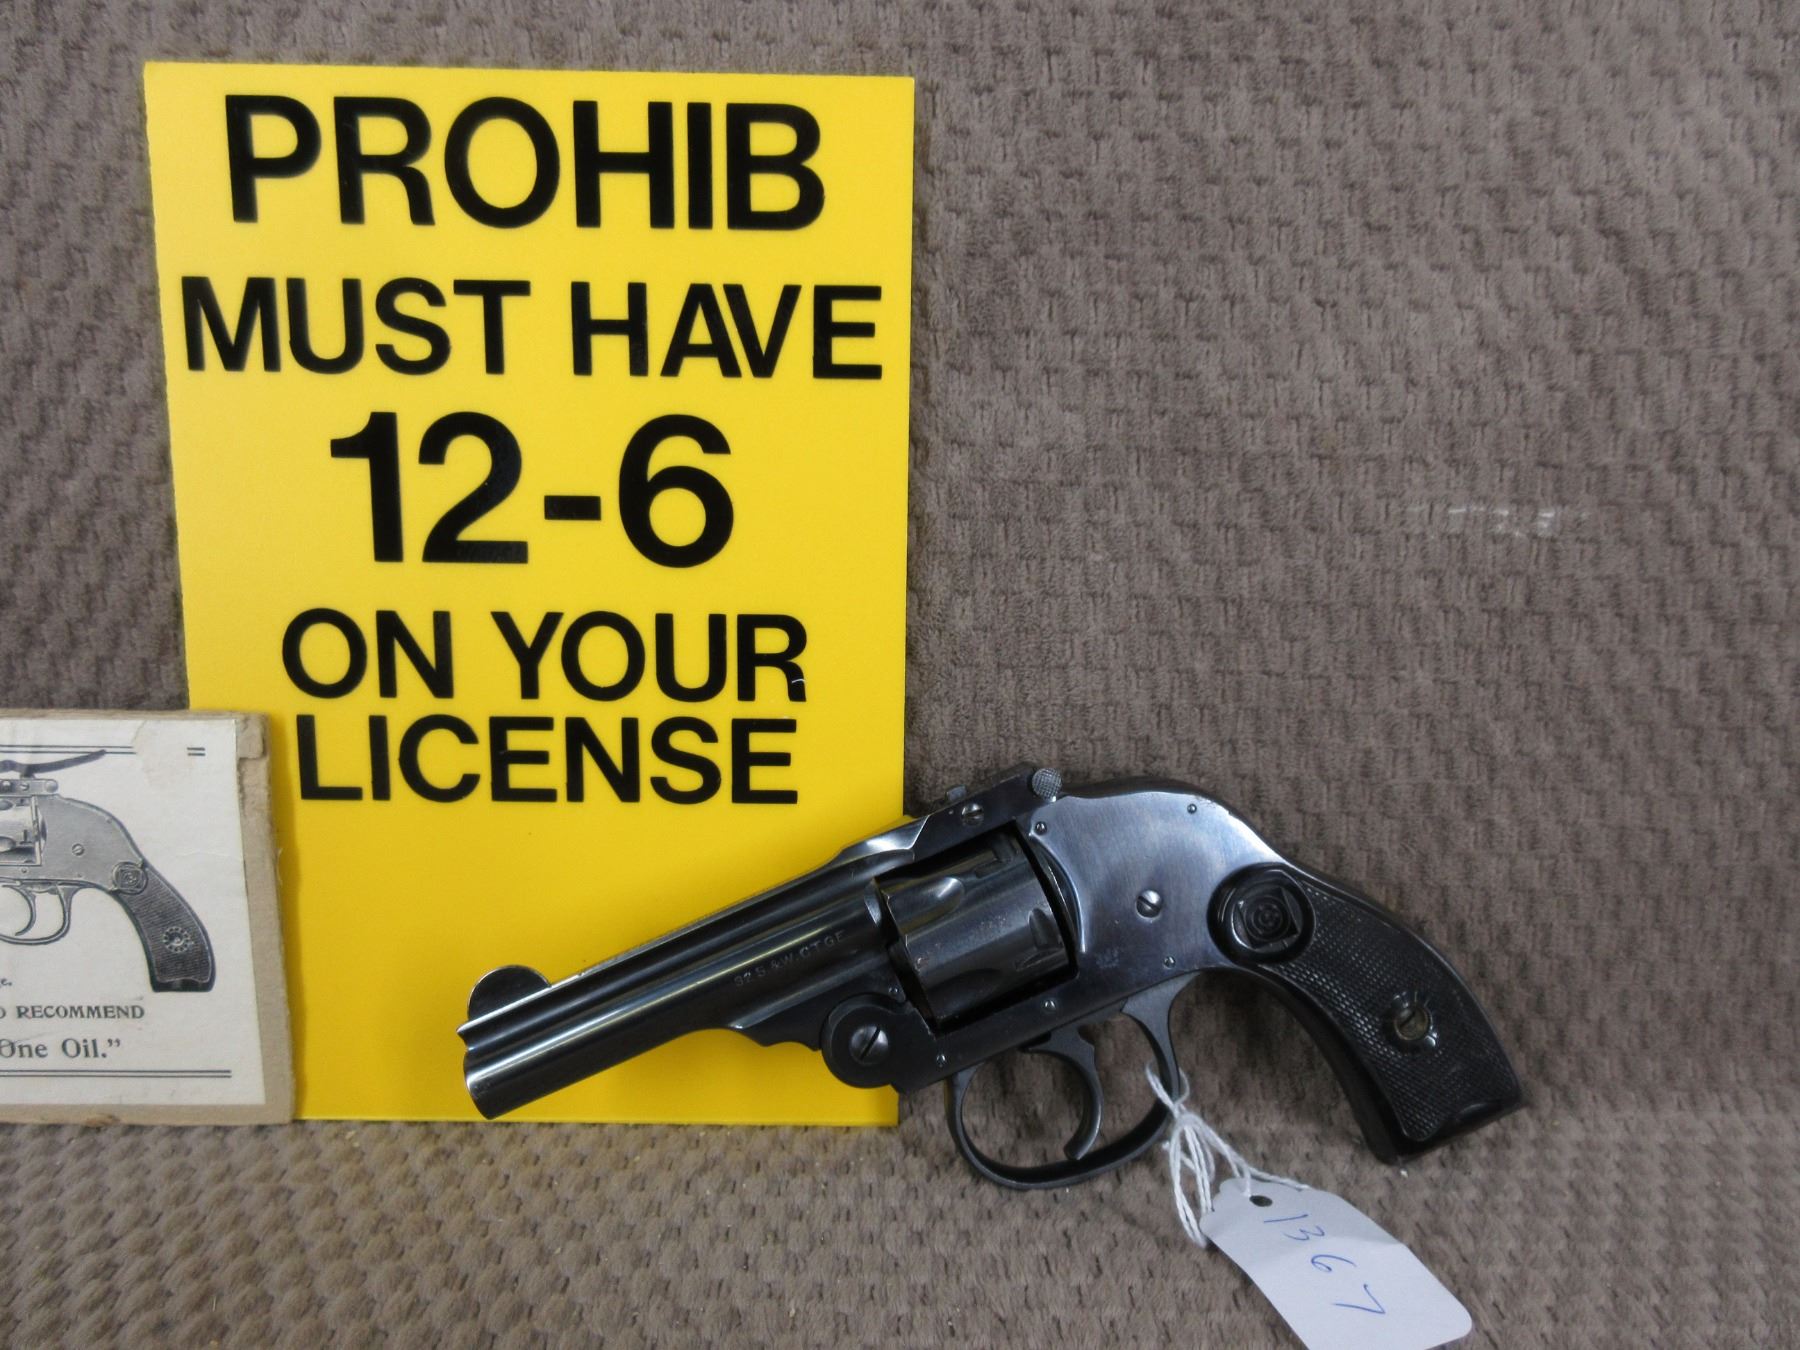 PROHIB
MUST HAVE
12-6
ON YOUR
LICENSE
RECOMMEND
One Oil."
32 S.&W. CTGE
1367